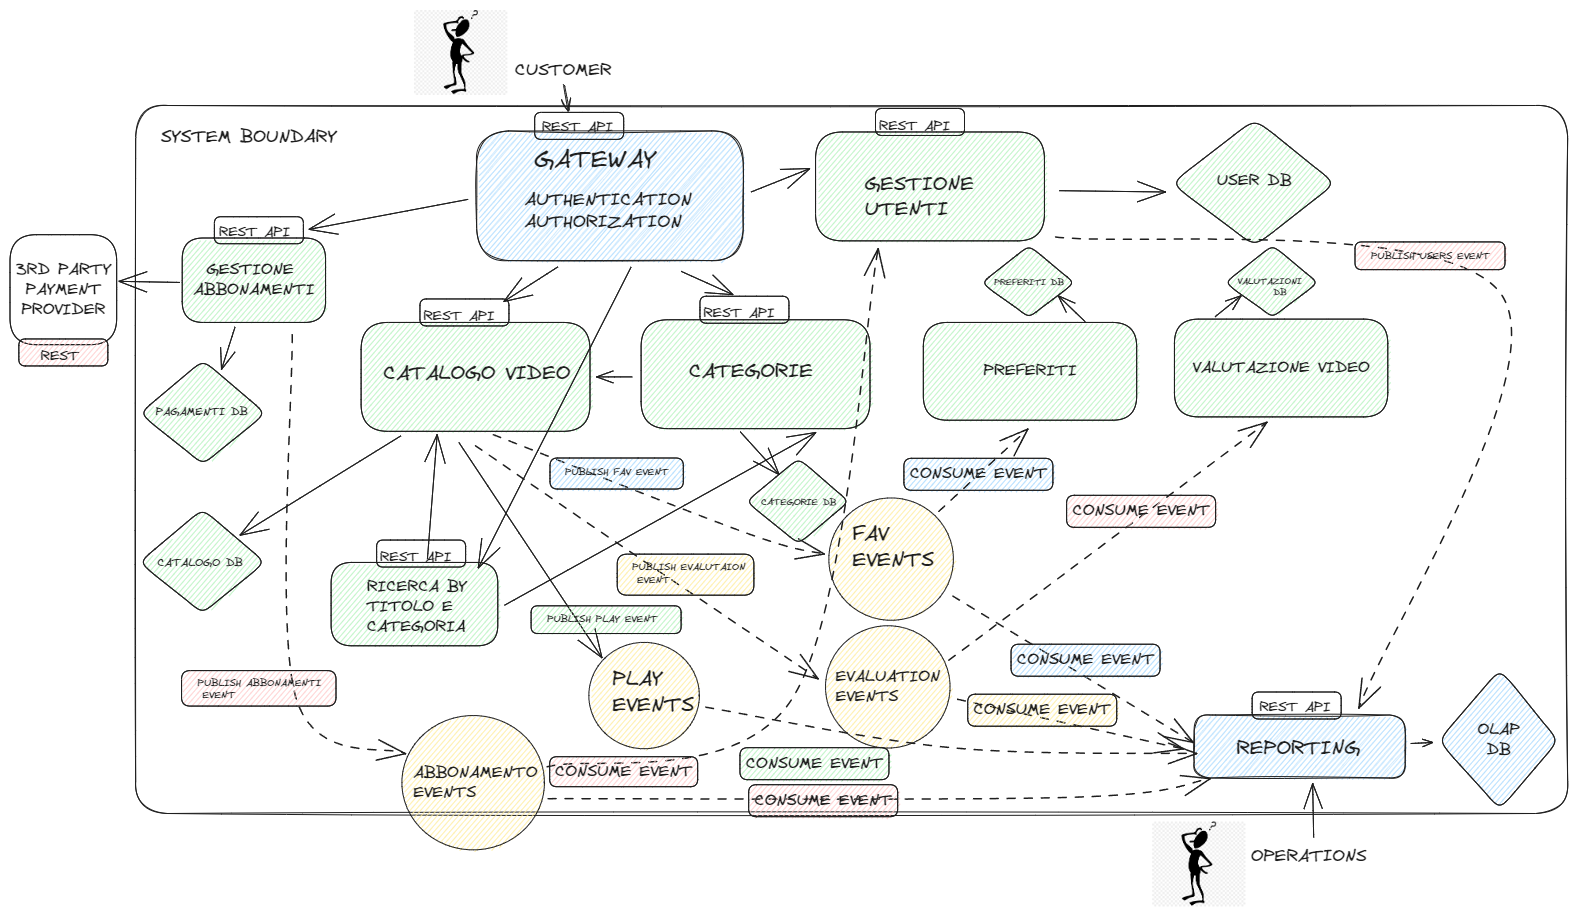 ?
CUSTOMER
SYSTEM BOUNDARY
REST API
GATEWAY
AUTHENTICATION
AUTHORIZATION
REST API
GESTIONE
UTENTI
USER DB
REST API
GESTIONE
ABBONAMENTI
3RD PARTY
PAYMENT
PROVIDER
REST
PUBLISH USERS EVENT
PREFERITI DB
VALUTAZIONI
DB
REST API
CATALOGO VIDEO
REST API
CATEGORIE
PREFERITI
VALUTAZIONE VIDEO
PAGAMENTI DB
PUBLISH FAV EVENT
CONSUME EVENT
CATEGORIE DB
CONSUME EVENT
FAV
EVENTS
CATALOGO DB
REST API
RICERCA BY
TITOLO E
CATEGORIA
PUBLISH EVALUTAION
EVENT
PUBLISH PLAY EVENT
CONSUME EVENT
PUBLISH ABBONAMENTI
EVENT
PLAY
EVENTS
EVALUATION
EVENTS
CONSUME EVENT
REST API
REPORTING
OLAP
DB
ABBONAMENTO
EVENTS
CONSUME EVENT
CONSUME EVENT
CONSUME EVENT
?
OPERATIONS